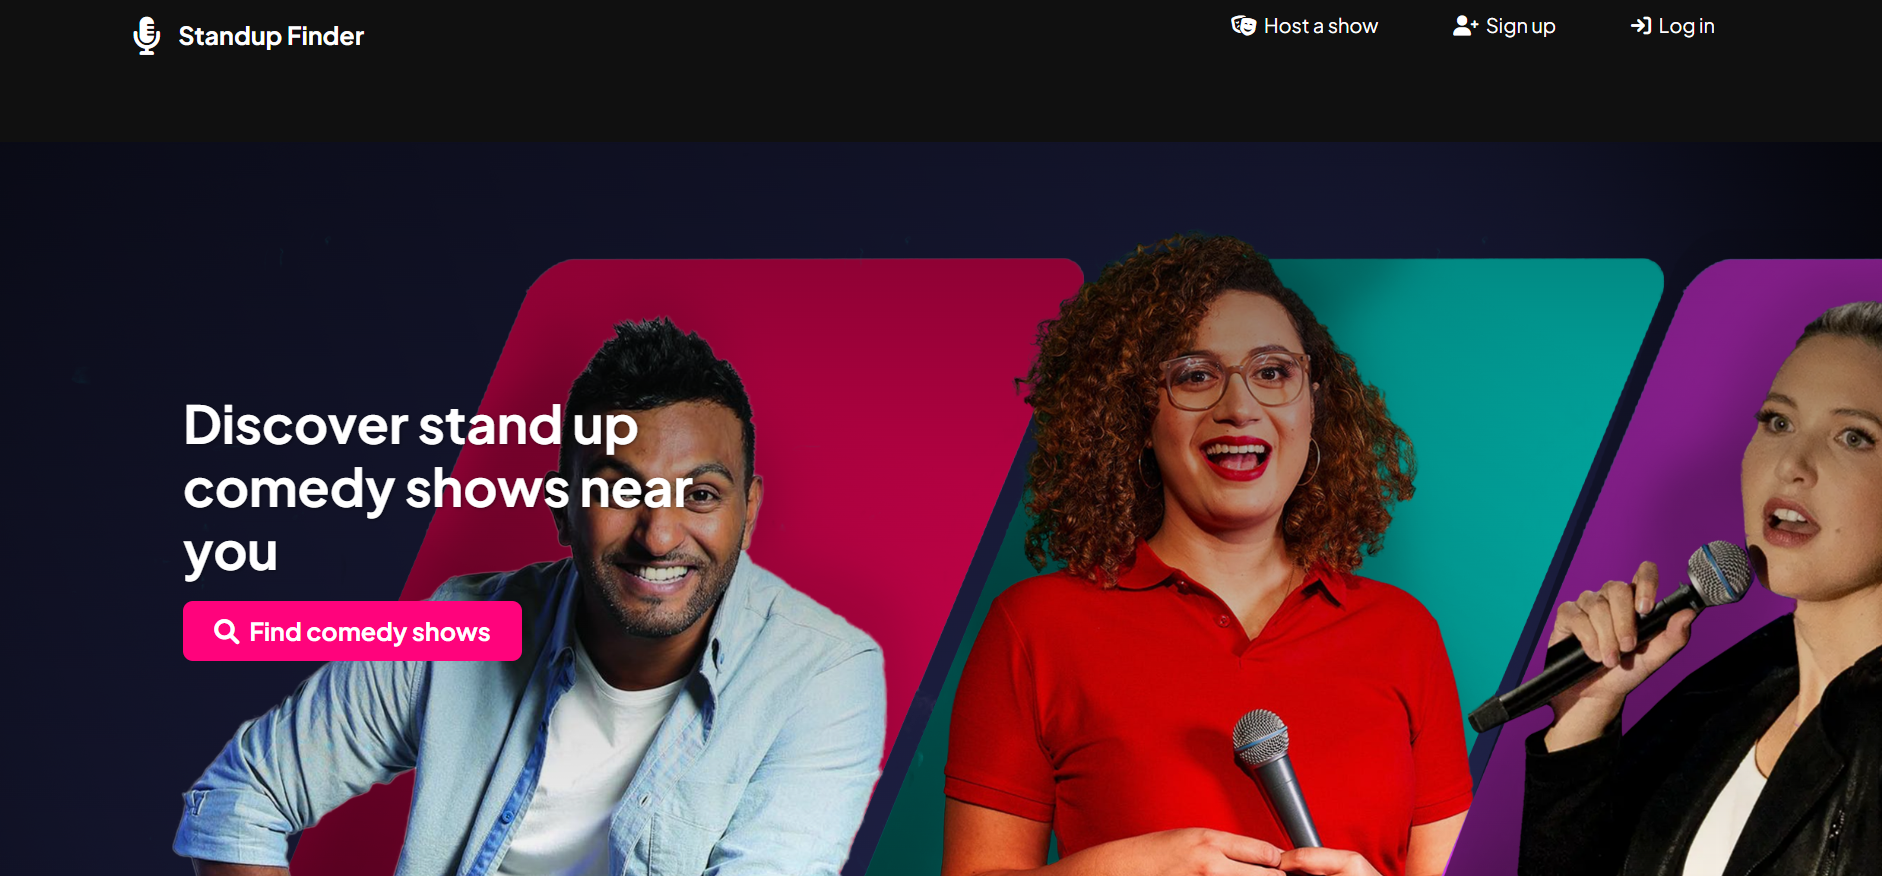 Standup Finder
Host a show
Sign up
Log in
Discover stand up
comedy shows near
you
Find comedy shows